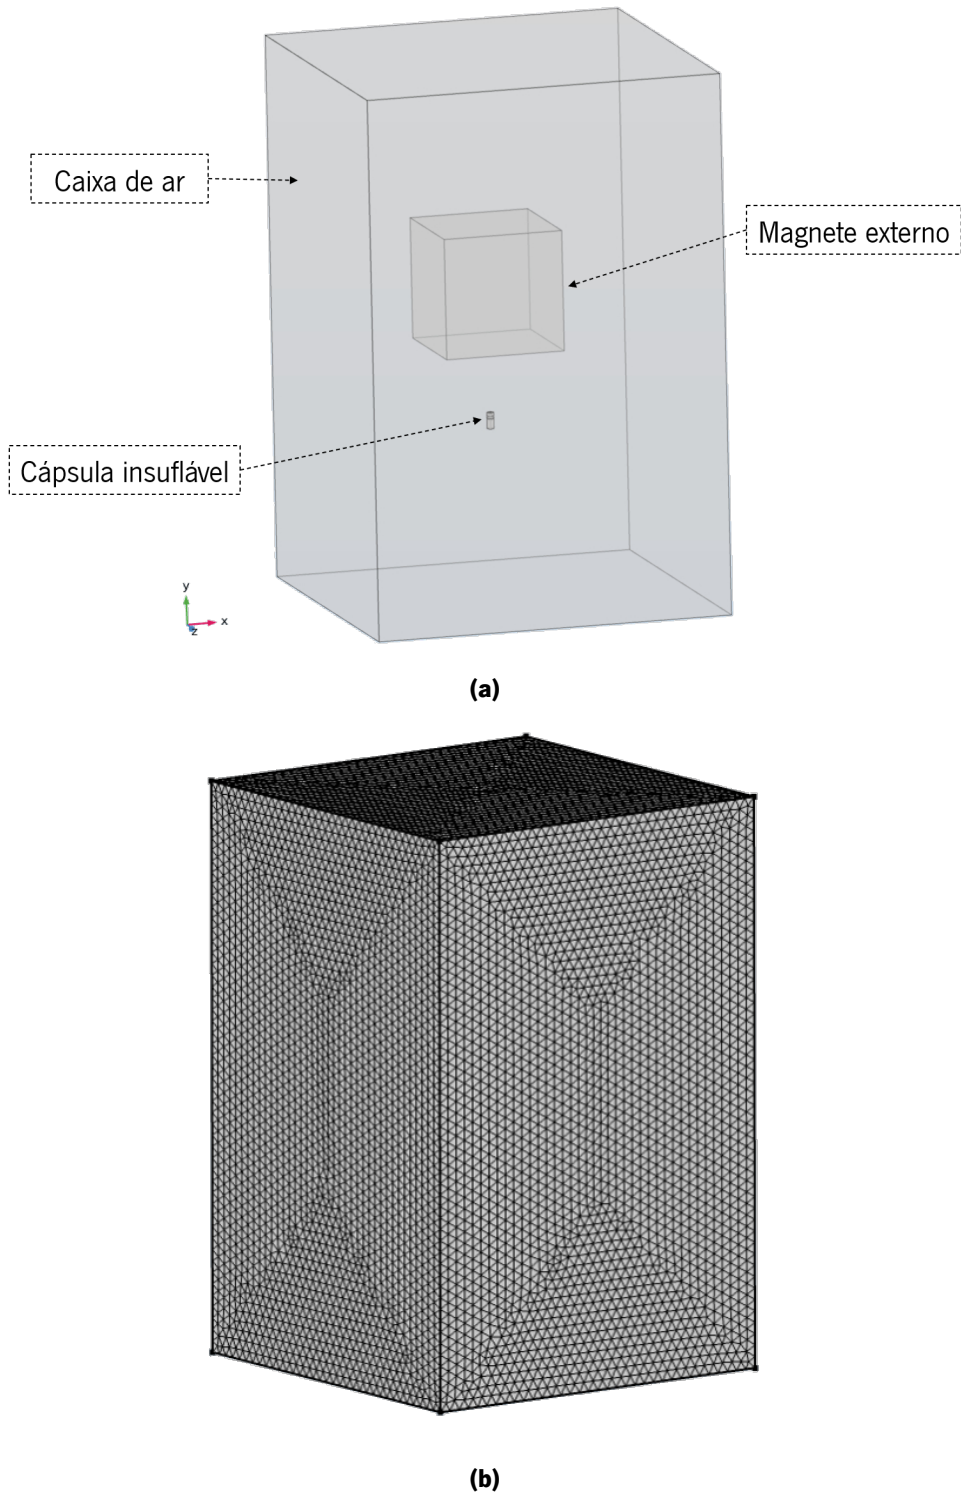 Caixa de ar
Magnete externo
Cápsula insuflável
y
x
z
(a)
(b)